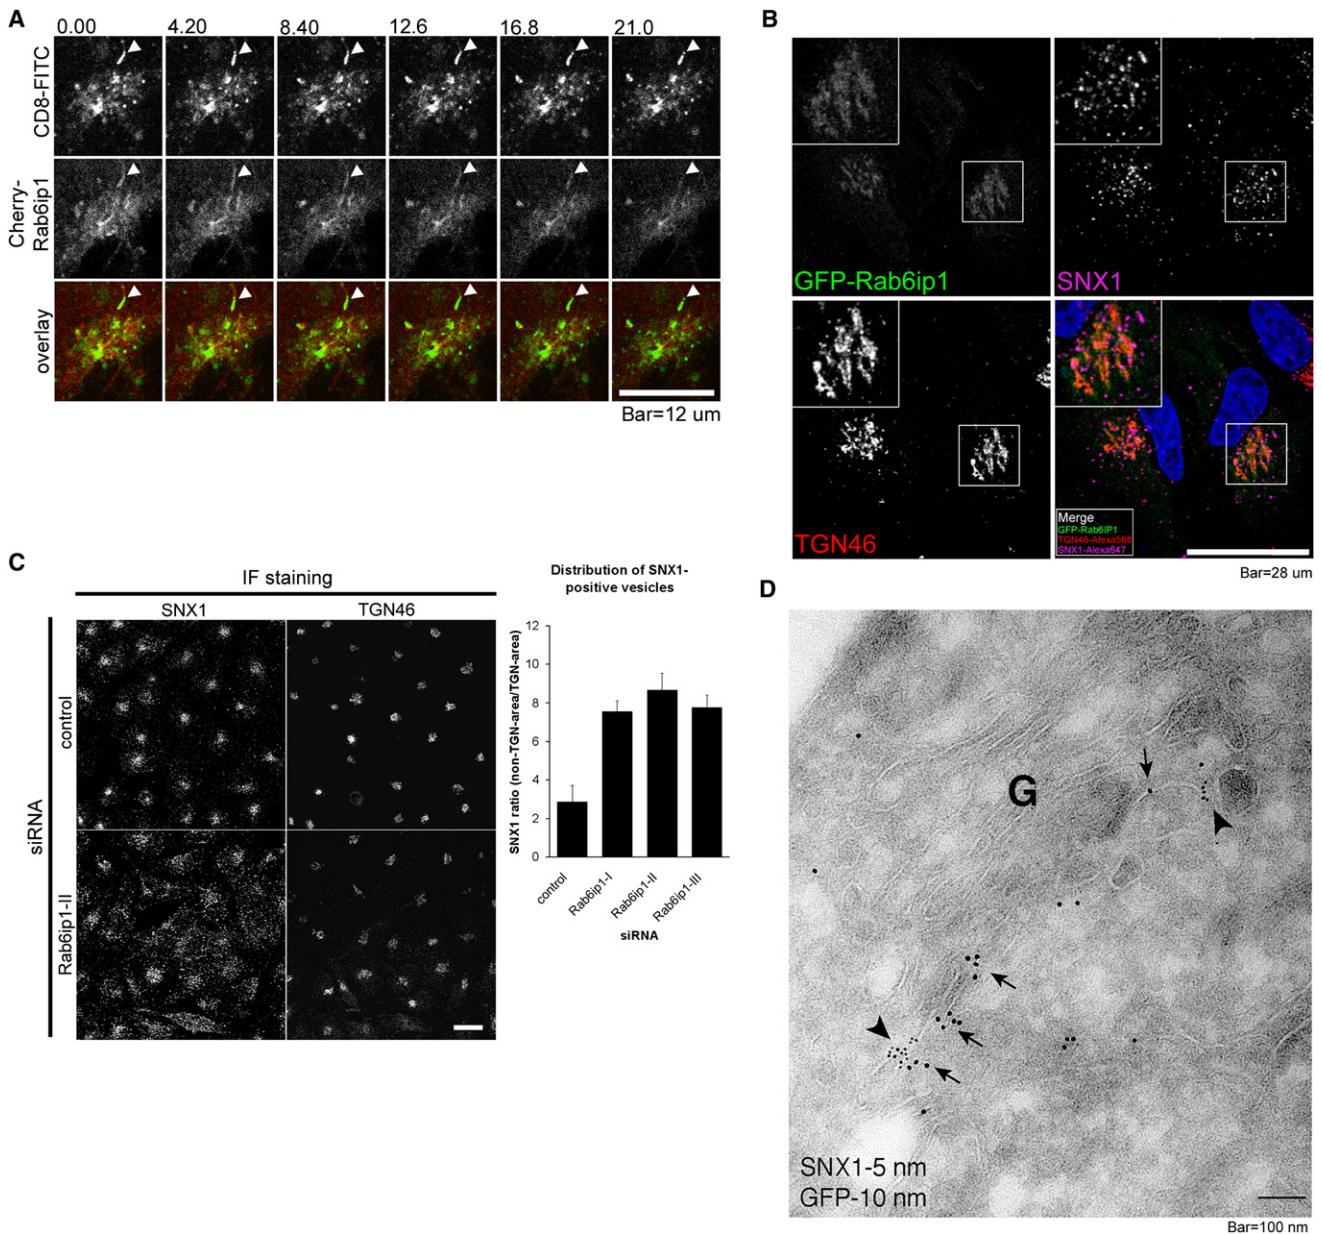 A
0.00 4.20 8.40 12.6 16.8 21.0
CD8-FITC
Cherry-
Rab6ip1
overlay
Bar=12 um
B
GFP-Rab6ip1
SNX1
TGN46
Merge
GFP-Rab6IP1
TGN46-Alexa568
SNX1-Alexa647
Bar=28 um
C
IF staining
SNX1 TGN46
siRNA
control
Rab6ip1-II
Distribution of SNX1-
positive vesicles
SNX1 ratio (non-TGN-area/TGN-area)
12
10
8
6
4
2
0
control
Rab6ip1-I
Rab6ip1-II
Rab6ip1-III
siRNA
D
G
SNX1-5 nm
GFP-10 nm
Bar=100 nm